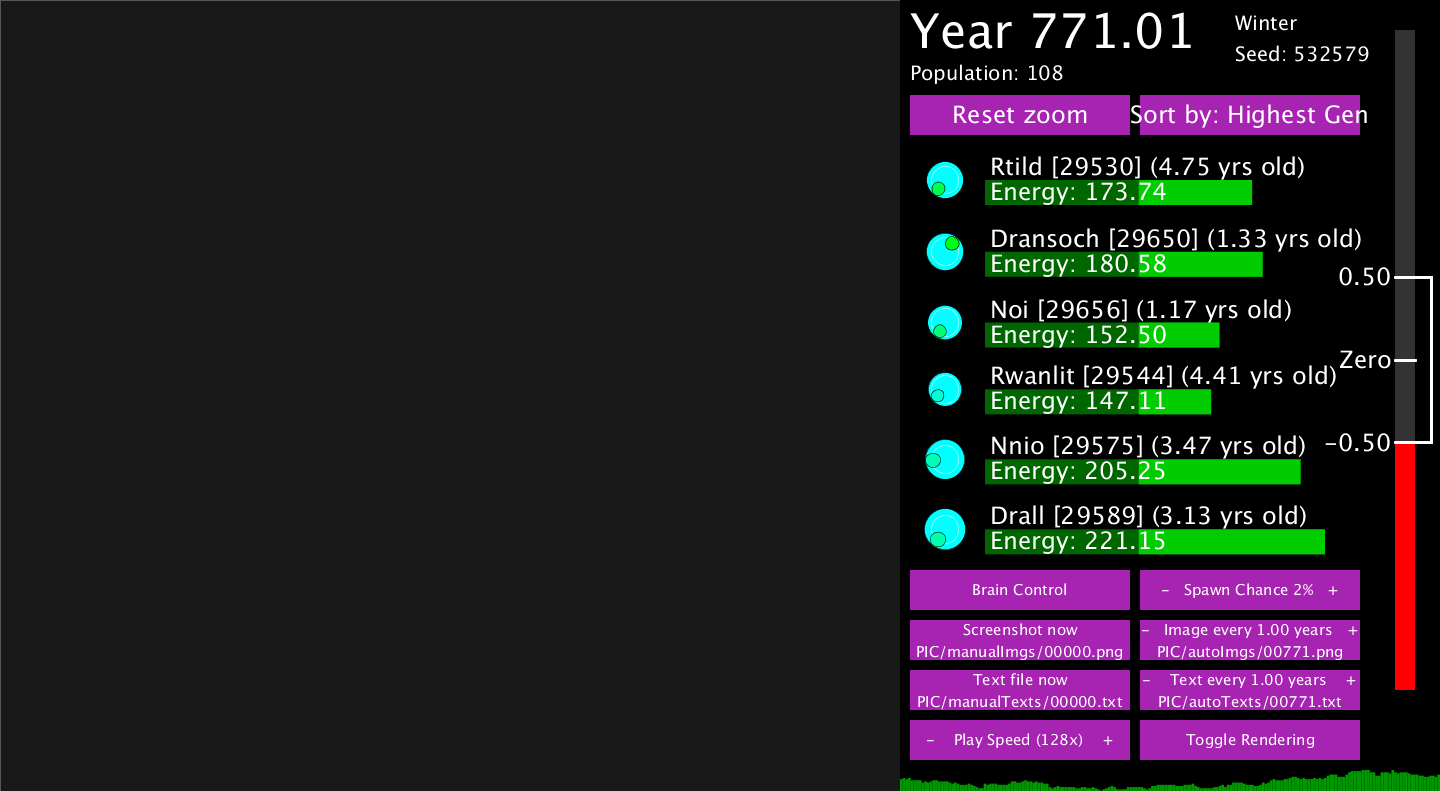 Year 771.01
Winter
Seed: 532579
Population: 108
Reset zoom
Sort by: Highest Gen
Rtild [29530] (4.75 yrs old)
Energy: 173.74
Dransoch [29650] (1.33 yrs old)
Energy: 180.58
0.50
Noi [29656] (1.17 yrs old)
Energy: 152.50
Zero
Rwanlit [29544] (4.41 yrs old)
Energy: 147.11
-0.50
Nnio [29575] (3.47 yrs old)
Energy: 205.25
Drall [29589] (3.13 yrs old)
Energy: 221.15
Brain Control
- Spawn Chance 2% +
Screenshot now
PIC/manualImgs/00000.png
- Image every 1.00 years +
PIC/autoImgs/00771.png
Text file now
PIC/manualTexts/00000.txt
- Text every 1.00 years +
PIC/autoTexts/00771.txt
- Play Speed (128x) +
Toggle Rendering